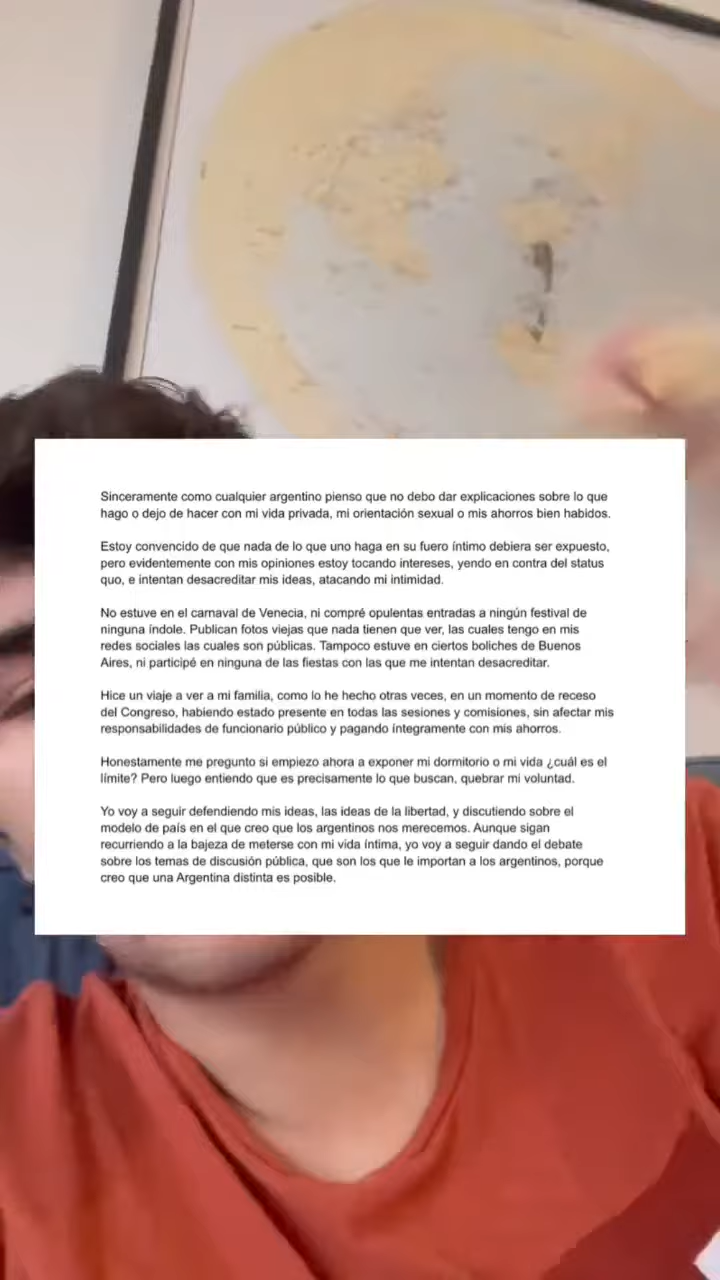 Sinceramente como cualquier argentino pienso que no debo dar explicaciones sobre lo que
hago o dejo de hacer con mi vida privada, mi orientación sexual o mis ahorros bien habidos.
Estoy convencido de que nada de lo que uno haga en su fuero íntimo debiera ser expuesto,
pero evidentemente con mis opiniones estoy tocando intereses, yendo en contra del status
quo, e intentan desacreditar mis ideas, atacando mi intimidad.
No estuve en el carnaval de Venecia, ni compré opulentas entradas a ningún festival de
ninguna índole. Publican fotos viejas que nada tienen que ver, las cuales tengo en mis
redes sociales las cuales son públicas. Tampoco estuve en ciertos boliches de Buenos
Aires, ni participé en ninguna de las fiestas con las que me intentan desacreditar.
Hice un viaje a ver a mi familia, como lo he hecho otras veces, en un momento de receso
del Congreso, habiendo estado presente en todas las sesiones y comisiones, sin afectar mis
responsabilidades de funcionario público y pagando íntegramente con mis ahorros.
Honestamente me pregunto si empiezo ahora a exponer mi dormitorio o mi vida ¿cuál es el
límite? Pero luego entiendo que es precisamente lo que buscan, quebrar mi voluntad.
Yo voy a seguir defendiendo mis ideas, las ideas de la libertad, y discutiendo sobre el
modelo de país en el que creo que los argentinos nos merecemos. Aunque sigan
recurriendo a la bajeza de meterse con mi vida íntima, yo voy a seguir dando el debate
sobre los temas de discusión pública, que son los que le importan a los argentinos, porque
creo que una Argentina distinta es posible.